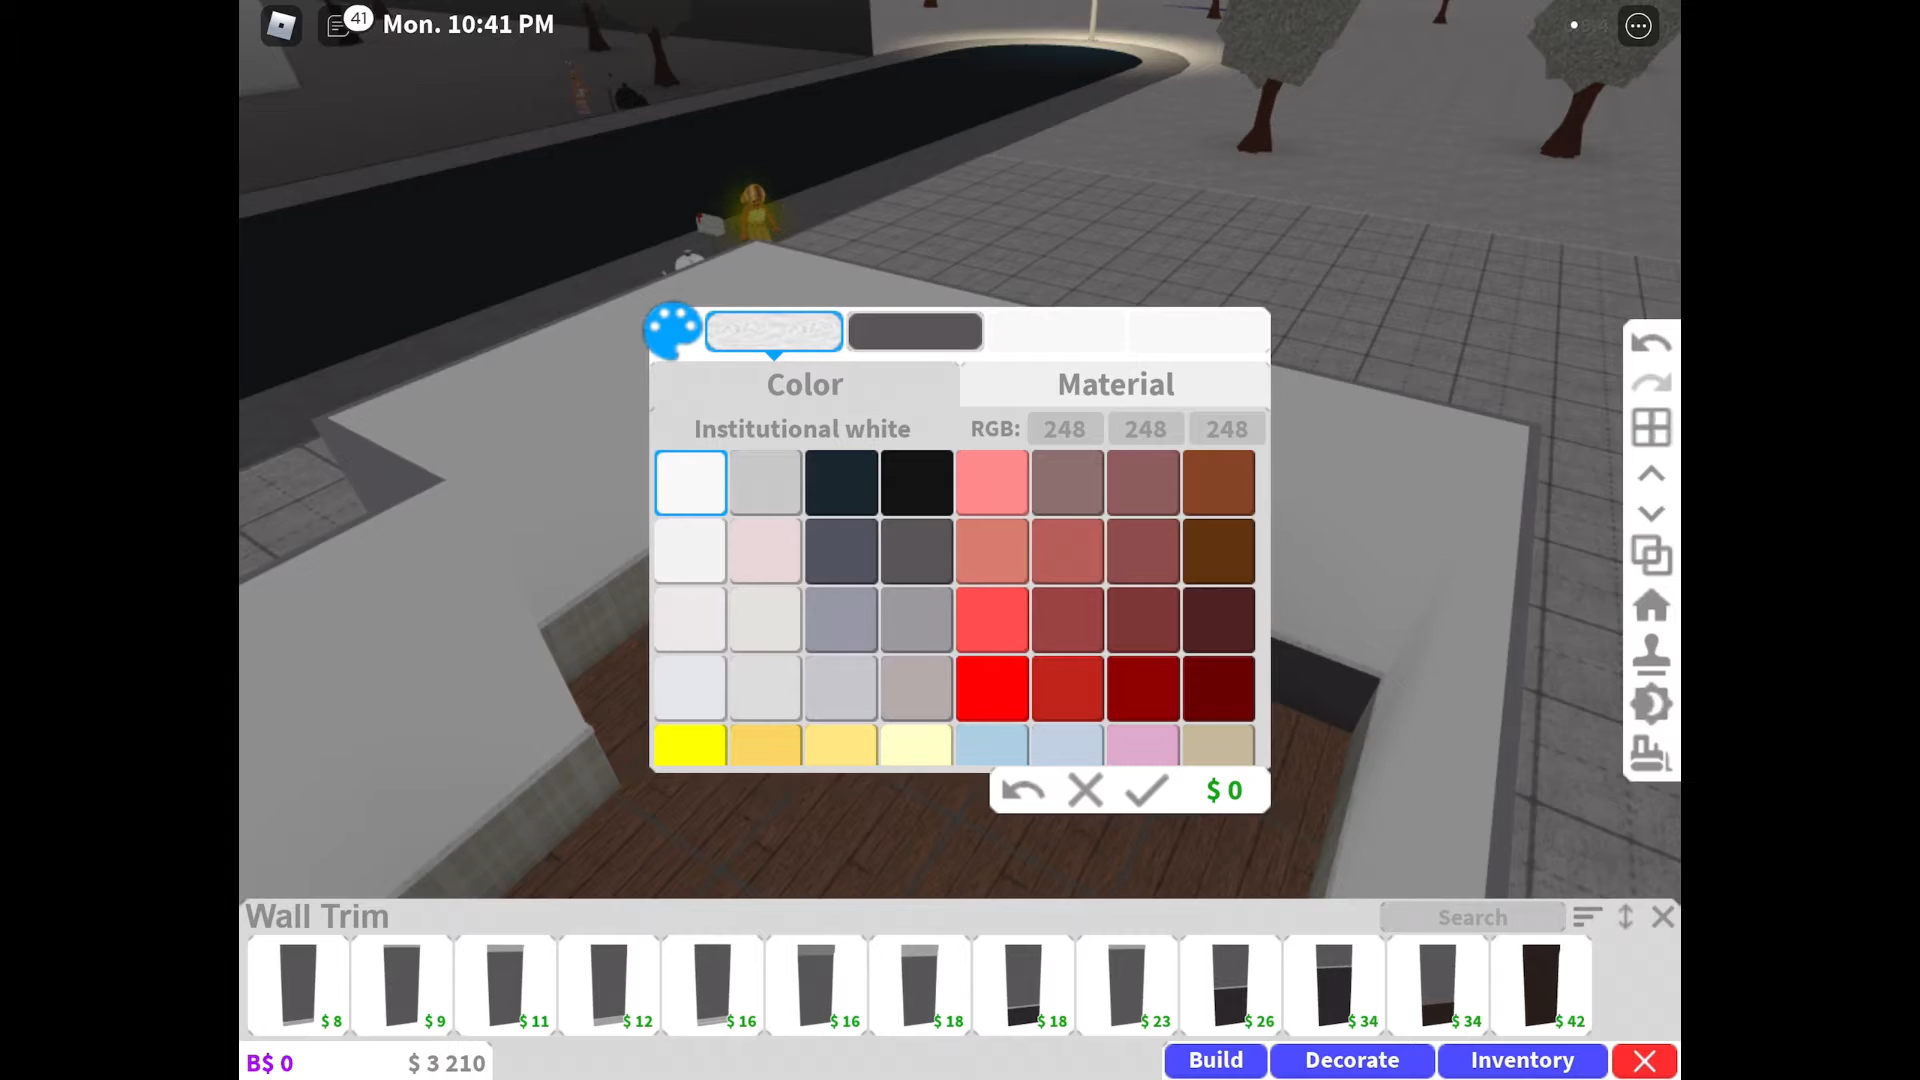 41 Mon. 10:41 PM
Color Material
Institutional white RGB: 248 248 248
$ 0
Wall Trim Search
$ 8 $ 9 $ 11 $ 12 $ 16 $ 16 $ 18 $ 18 $ 23 $ 26 $ 34 $ 34 $ 42
B$ 0 $ 3 210 Build Decorate Inventory